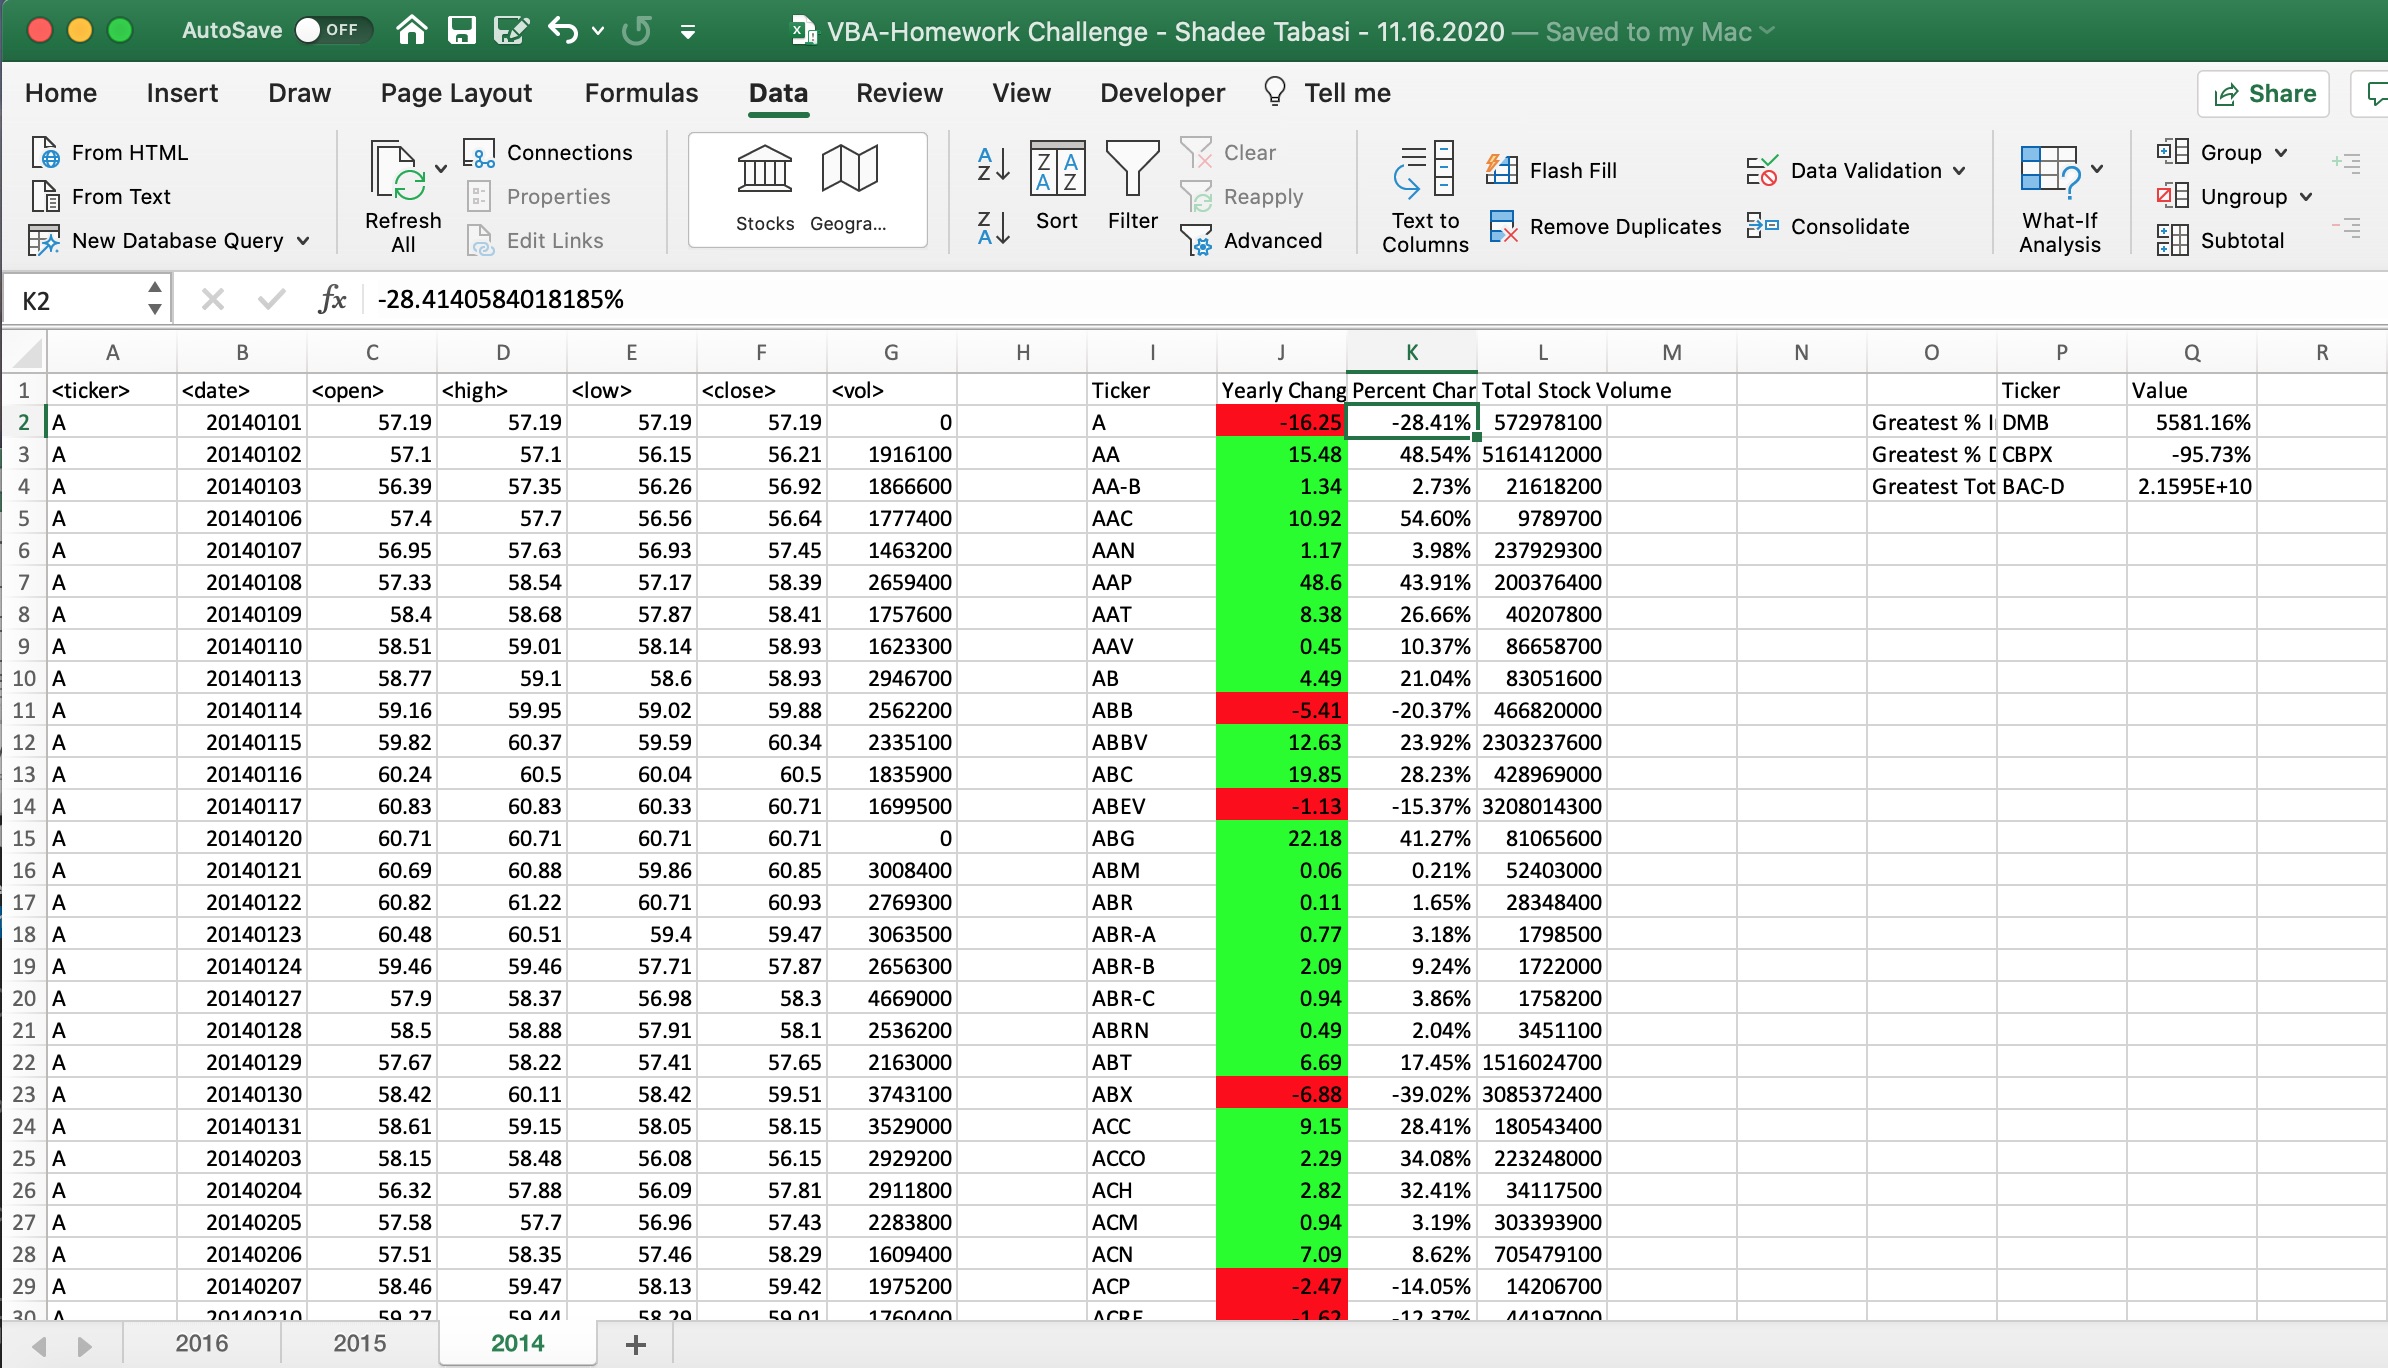 AutoSave OFF VBA-Homework Challenge - Shadee Tabasi - 11.16.2020 — Saved to my Mac
Home Insert Draw Page Layout Formulas Data Review View Developer Tell me Share
From HTML
From Text
New Database Query
Refresh All
Connections
Properties
Edit Links
Stocks Geogra...
Sort Filter
Clear
Reapply
Advanced
Text to Columns
Flash Fill
Remove Duplicates
Data Validation
Consolidate
What-If Analysis
Group
Ungroup
Subtotal
K2 fx -28.4140584018185%
A B C D E F G H I J K L M N O P Q R
1 <ticker> <date> <open> <high> <low> <close> <vol> Ticker Yearly Chang Percent Char Total Stock Volume Ticker Value
2 A 20140101 57.19 57.19 57.19 57.19 0 A -16.25 -28.41% 572978100 Greatest % I DMB 5581.16%
3 A 20140102 57.1 57.1 56.15 56.21 1916100 AA 15.48 48.54% 5161412000 Greatest % D CBPX -95.73%
4 A 20140103 56.39 57.35 56.26 56.92 1866600 AA-B 1.34 2.73% 21618200 Greatest Tot BAC-D 2.1595E+10
5 A 20140106 57.4 57.7 56.56 56.64 1777400 AAC 10.92 54.60% 9789700
6 A 20140107 56.95 57.63 56.93 57.45 1463200 AAN 1.17 3.98% 237929300
7 A 20140108 57.33 58.54 57.17 58.39 2659400 AAP 48.6 43.91% 200376400
8 A 20140109 58.4 58.68 57.87 58.41 1757600 AAT 8.38 26.66% 40207800
9 A 20140110 58.51 59.01 58.14 58.93 1623300 AAV 0.45 10.37% 86658700
10 A 20140113 58.77 59.1 58.6 58.93 2946700 AB 4.49 21.04% 83051600
11 A 20140114 59.16 59.95 59.02 59.88 2562200 ABB -5.41 -20.37% 466820000
12 A 20140115 59.82 60.37 59.59 60.34 2335100 ABBV 12.63 23.92% 2303237600
13 A 20140116 60.24 60.5 60.04 60.5 1835900 ABC 19.85 28.23% 428969000
14 A 20140117 60.83 60.83 60.33 60.71 1699500 ABEV -1.13 -15.37% 3208014300
15 A 20140120 60.71 60.71 60.71 60.71 0 ABG 22.18 41.27% 81065600
16 A 20140121 60.69 60.88 59.86 60.85 3008400 ABM 0.06 0.21% 52403000
17 A 20140122 60.82 61.22 60.71 60.93 2769300 ABR 0.11 1.65% 28348400
18 A 20140123 60.48 60.51 59.4 59.47 3063500 ABR-A 0.77 3.18% 1798500
19 A 20140124 59.46 59.46 57.71 57.87 2656300 ABR-B 2.09 9.24% 1722000
20 A 20140127 57.9 58.37 56.98 58.3 4669000 ABR-C 0.94 3.86% 1758200
21 A 20140128 58.5 58.88 57.91 58.1 2536200 ABRN 0.49 2.04% 3451100
22 A 20140129 57.67 58.22 57.41 57.65 2163000 ABT 6.69 17.45% 1516024700
23 A 20140130 58.42 60.11 58.42 59.51 3743100 ABX -6.88 -39.02% 3085372400
24 A 20140131 58.61 59.15 58.05 58.15 3529000 ACC 9.15 28.41% 180543400
25 A 20140203 58.15 58.48 56.08 56.15 2929200 ACCO 2.29 34.08% 223248000
26 A 20140204 56.32 57.88 56.09 57.81 2911800 ACH 2.82 32.41% 34117500
27 A 20140205 57.58 57.7 56.96 57.43 2283800 ACM 0.94 3.19% 303393900
28 A 20140206 57.51 58.35 57.46 58.29 1609400 ACN 7.09 8.62% 705479100
29 A 20140207 58.46 59.47 58.13 59.42 1975200 ACP -2.47 -14.05% 14206700
30 A 20140210 59.27 59.44 58.29 59.01 1760400 ACRE -1.62 -12.37% 44197000
2016 2015 2014 +